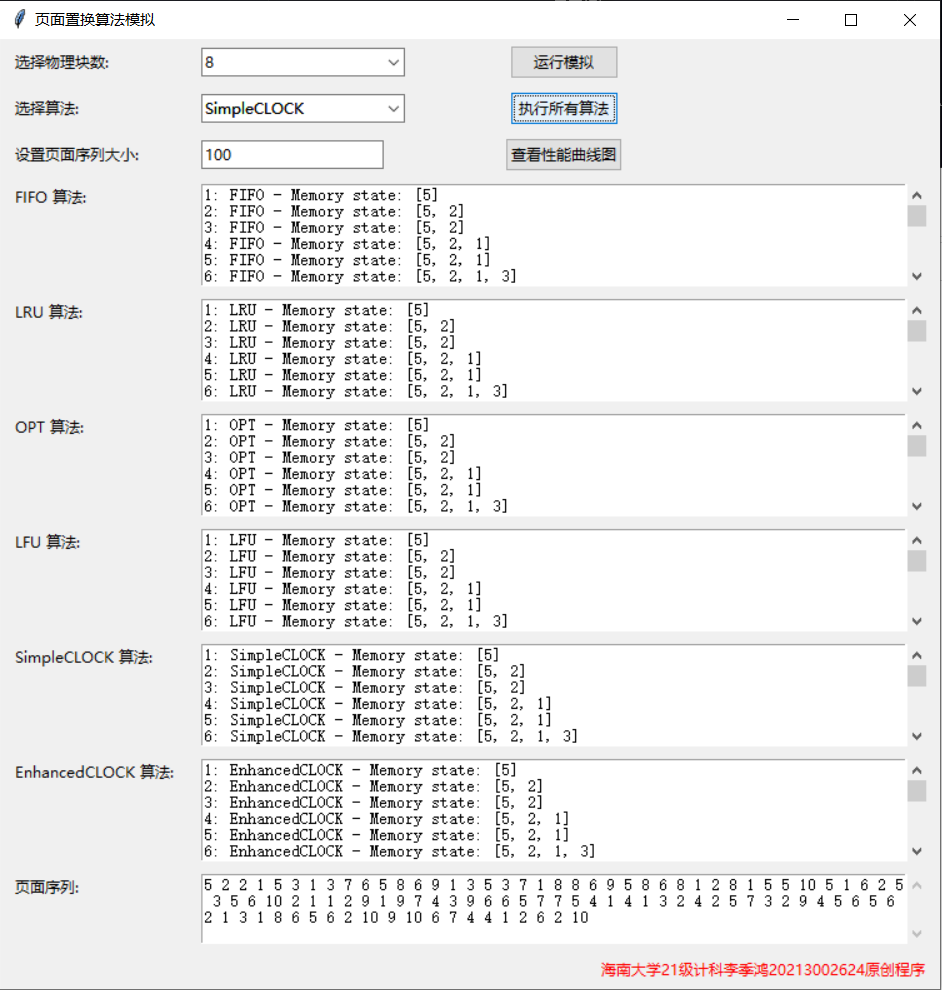 页面置换算法模拟
选择物理块数: 8 运行模拟
选择算法: SimpleCLOCK 执行所有算法
设置页面序列大小: 100 查看性能曲线图
FIFO 算法:
1: FIFO - Memory state: [5]
2: FIFO - Memory state: [5, 2]
3: FIFO - Memory state: [5, 2]
4: FIFO - Memory state: [5, 2, 1]
5: FIFO - Memory state: [5, 2, 1]
6: FIFO - Memory state: [5, 2, 1, 3]
LRU 算法:
1: LRU - Memory state: [5]
2: LRU - Memory state: [5, 2]
3: LRU - Memory state: [5, 2]
4: LRU - Memory state: [5, 2, 1]
5: LRU - Memory state: [5, 2, 1]
6: LRU - Memory state: [5, 2, 1, 3]
OPT 算法:
1: OPT - Memory state: [5]
2: OPT - Memory state: [5, 2]
3: OPT - Memory state: [5, 2]
4: OPT - Memory state: [5, 2, 1]
5: OPT - Memory state: [5, 2, 1]
6: OPT - Memory state: [5, 2, 1, 3]
LFU 算法:
1: LFU - Memory state: [5]
2: LFU - Memory state: [5, 2]
3: LFU - Memory state: [5, 2]
4: LFU - Memory state: [5, 2, 1]
5: LFU - Memory state: [5, 2, 1]
6: LFU - Memory state: [5, 2, 1, 3]
SimpleCLOCK 算法:
1: SimpleCLOCK - Memory state: [5]
2: SimpleCLOCK - Memory state: [5, 2]
3: SimpleCLOCK - Memory state: [5, 2]
4: SimpleCLOCK - Memory state: [5, 2, 1]
5: SimpleCLOCK - Memory state: [5, 2, 1]
6: SimpleCLOCK - Memory state: [5, 2, 1, 3]
EnhancedCLOCK 算法:
1: EnhancedCLOCK - Memory state: [5]
2: EnhancedCLOCK - Memory state: [5, 2]
3: EnhancedCLOCK - Memory state: [5, 2]
4: EnhancedCLOCK - Memory state: [5, 2, 1]
5: EnhancedCLOCK - Memory state: [5, 2, 1]
6: EnhancedCLOCK - Memory state: [5, 2, 1, 3]
页面序列:
5 2 2 1 5 3 1 3 7 6 5 8 6 9 1 3 5 3 7 1 8 8 6 9 5 8 6 8 1 2 8 1 5 5 10 5 1 6 2 5
3 5 6 10 2 1 1 2 9 1 9 7 4 3 9 6 6 5 7 7 5 4 1 4 1 3 2 4 2 5 7 3 2 9 4 5 6 5 6
2 1 3 1 8 6 5 6 2 10 9 10 6 7 4 4 1 2 6 2 10
海南大学21级计科李季鸿20213002624原创程序